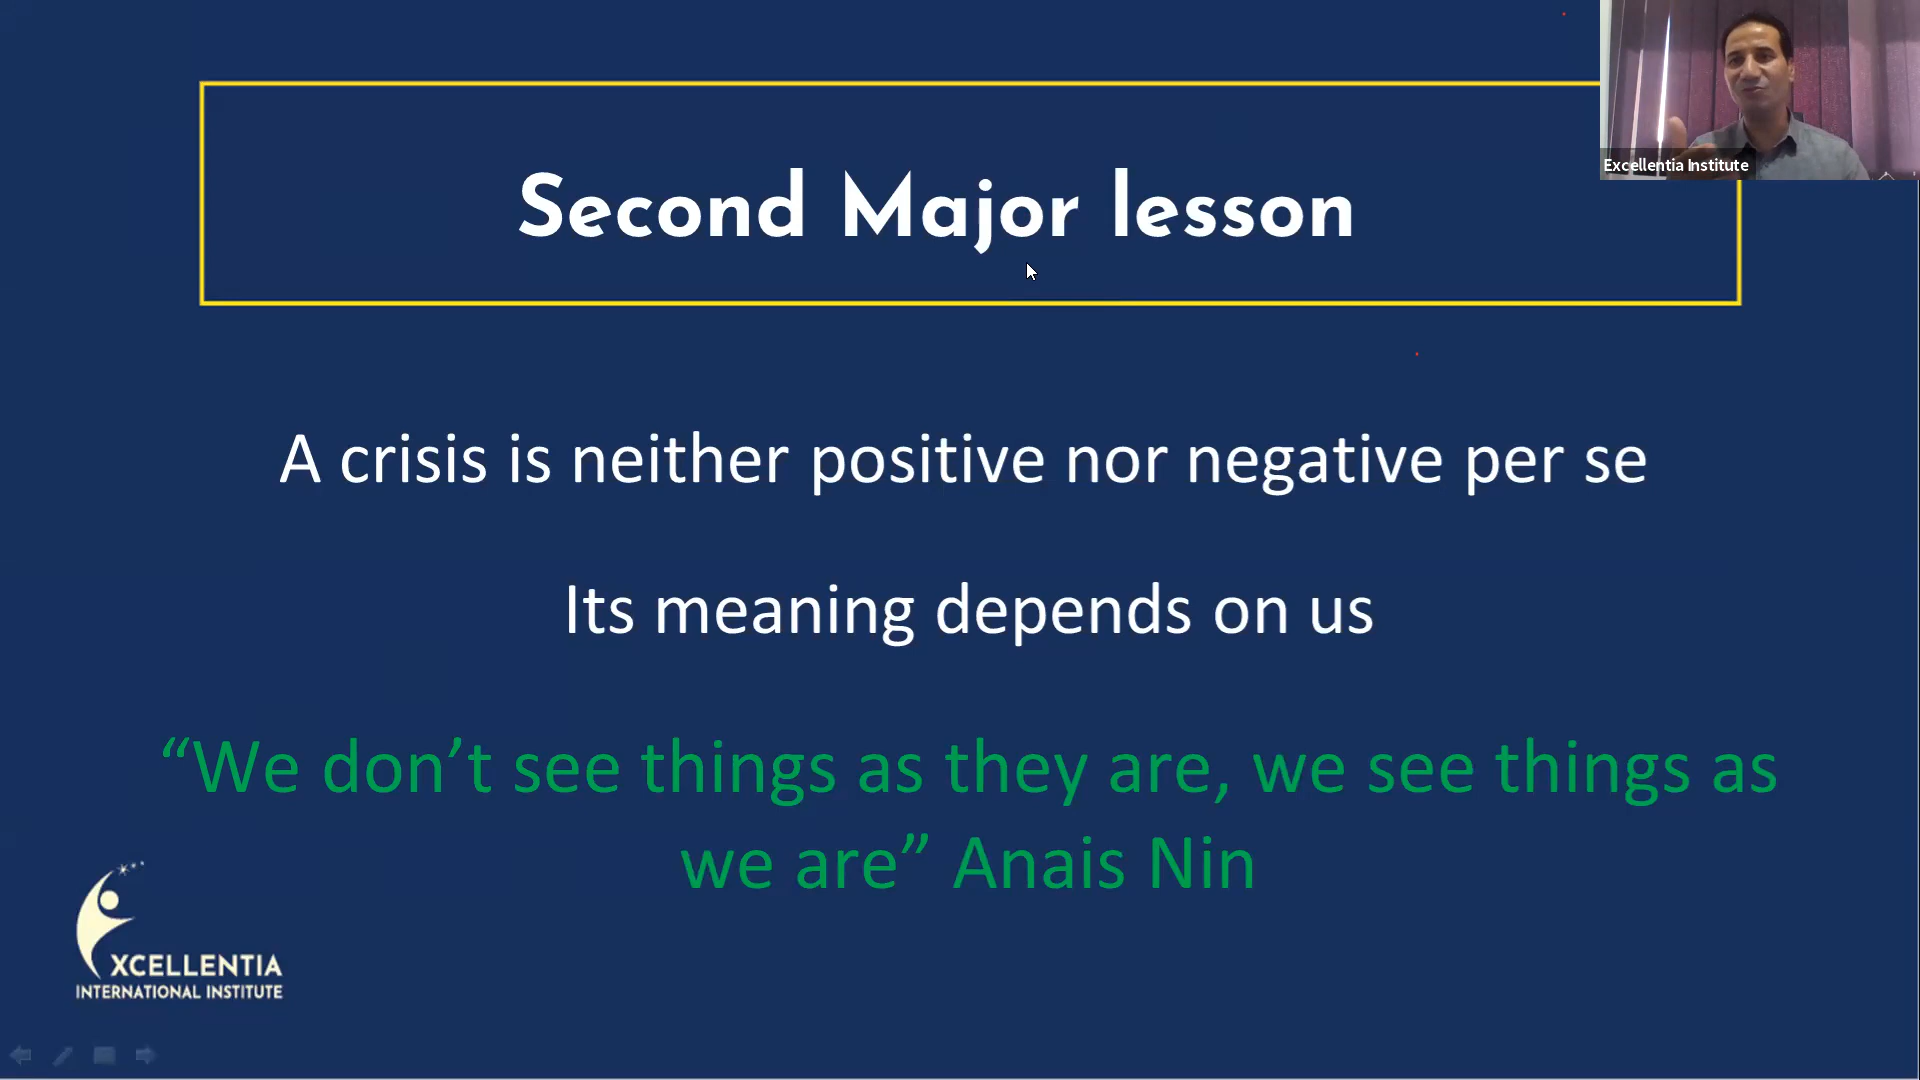 Excellentia Institute
Second Major lesson
A crisis is neither positive nor negative per se
Its meaning depends on us
“We don’t see things as they are, we see things as
we are” Anais Nin
XCELLENTIA
INTERNATIONAL INSTITUTE